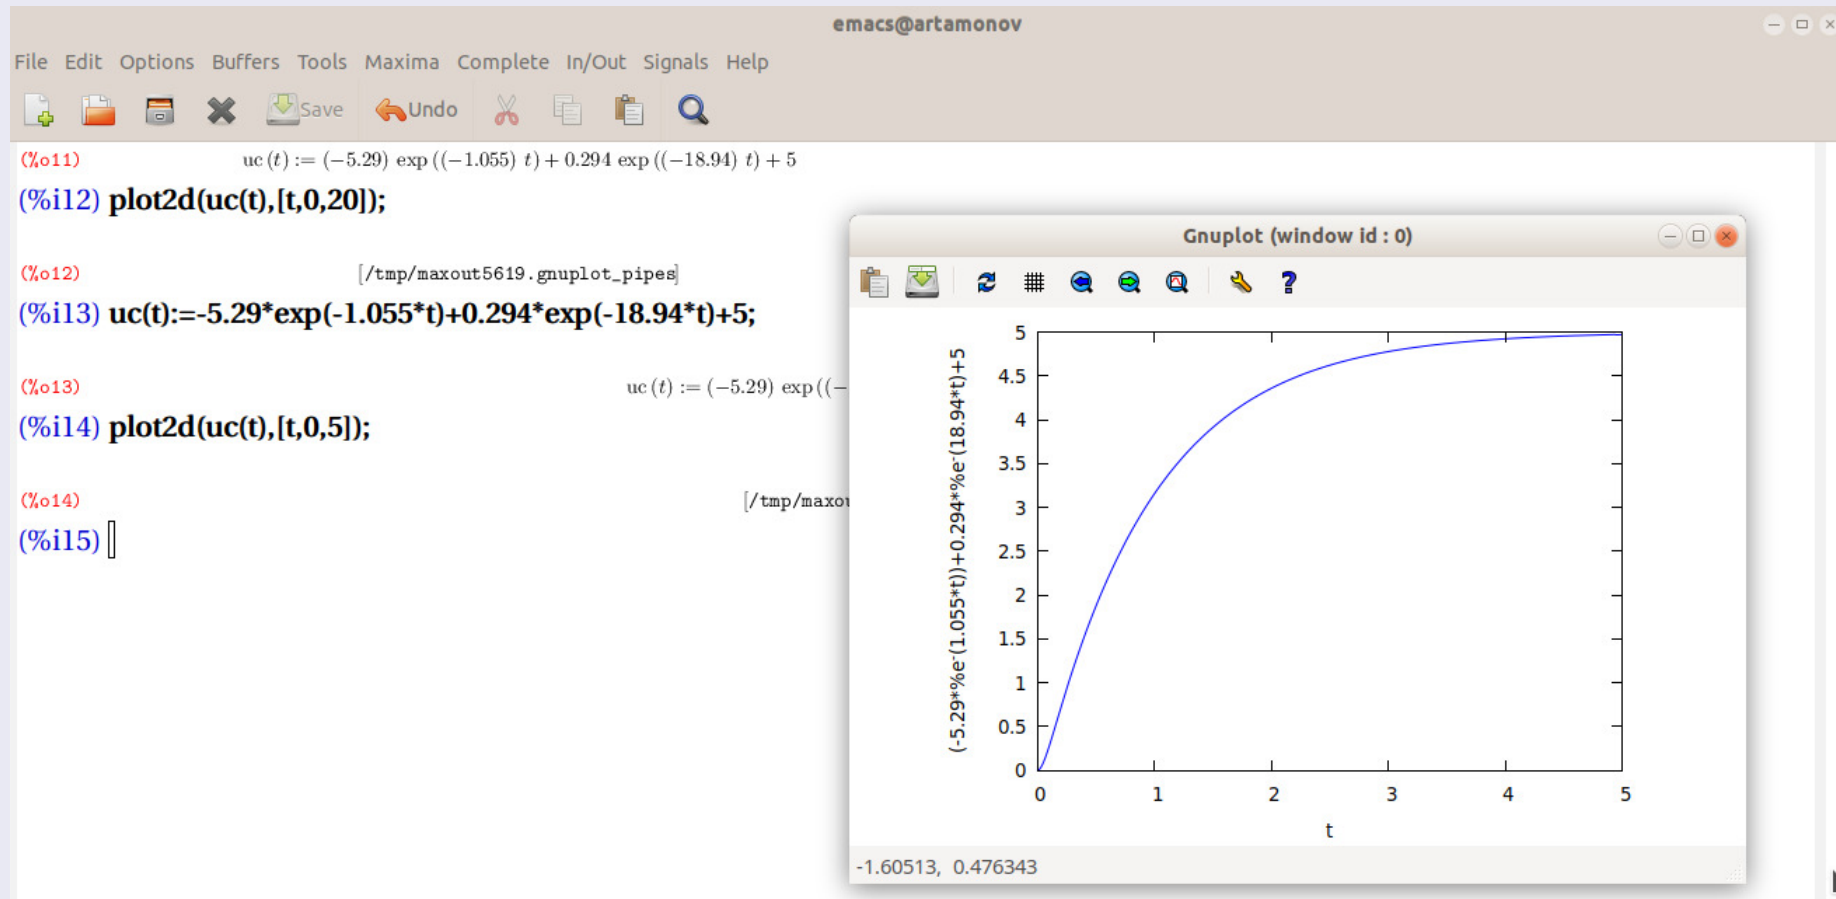 emacs@artamonov
File Edit Options Buffers Tools Maxima Complete In/Out Signals Help
Save Undo
(%o11) uc (t) := (−5.29) exp ((−1.055) t) + 0.294 exp ((−18.94) t) + 5
(%i12) plot2d(uc(t),[t,0,20]);
(%o12) [/tmp/maxout5619.gnuplot_pipes]
(%i13) uc(t):=-5.29*exp(-1.055*t)+0.294*exp(-18.94*t)+5;
(%o13) uc (t) := (−5.29) exp ((−
(%i14) plot2d(uc(t),[t,0,5]);
(%o14) [/tmp/maxou
(%i15)
Gnuplot (window id : 0)
(-5.29*%e^-(1.055*t))+0.294*%e^-(18.94*t)+5
5
4.5
4
3.5
3
2.5
2
1.5
1
0.5
0
0 1 2 3 4 5
t
-1.60513, 0.476343